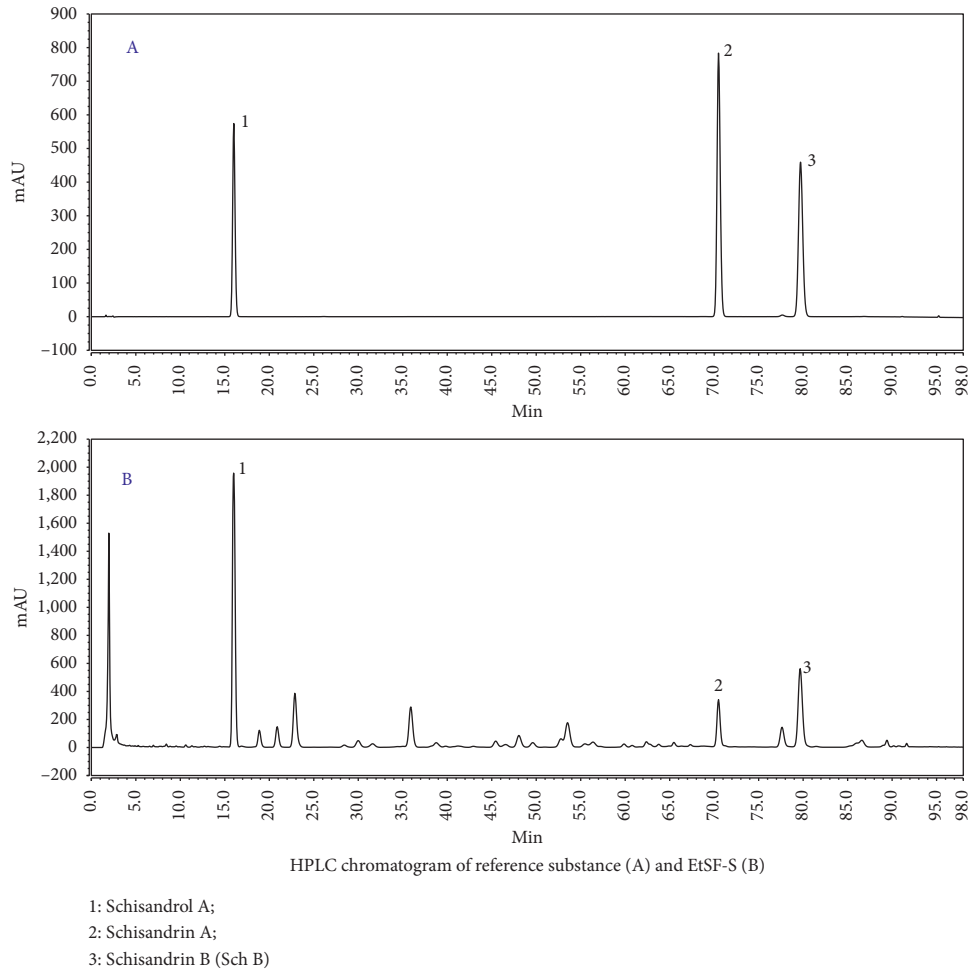 900
800
700
600
500
400
300
200
100
0
–100
mAU
A
1
2
3
0.0 5.0 10.0 15.0 20.0 25.0 30.0 35.0 40.0 45.0 50.0 55.0 60.0 65.0 70.0 75.0 80.0 85.0 90.0 95.0 98.0
Min
2,200
2,000
1,800
1,600
1,400
1,200
1,000
800
600
400
200
0
–200
mAU
B
1
2
3
0.0 5.0 10.0 15.0 20.0 25.0 30.0 35.0 40.0 45.0 50.0 55.0 60.0 65.0 70.0 75.0 80.0 85.0 90.0 95.0 98.0
Min
HPLC chromatogram of reference substance (A) and EtSF-S (B)
1: Schisandrol A;
2: Schisandrin A;
3: Schisandrin B (Sch B)